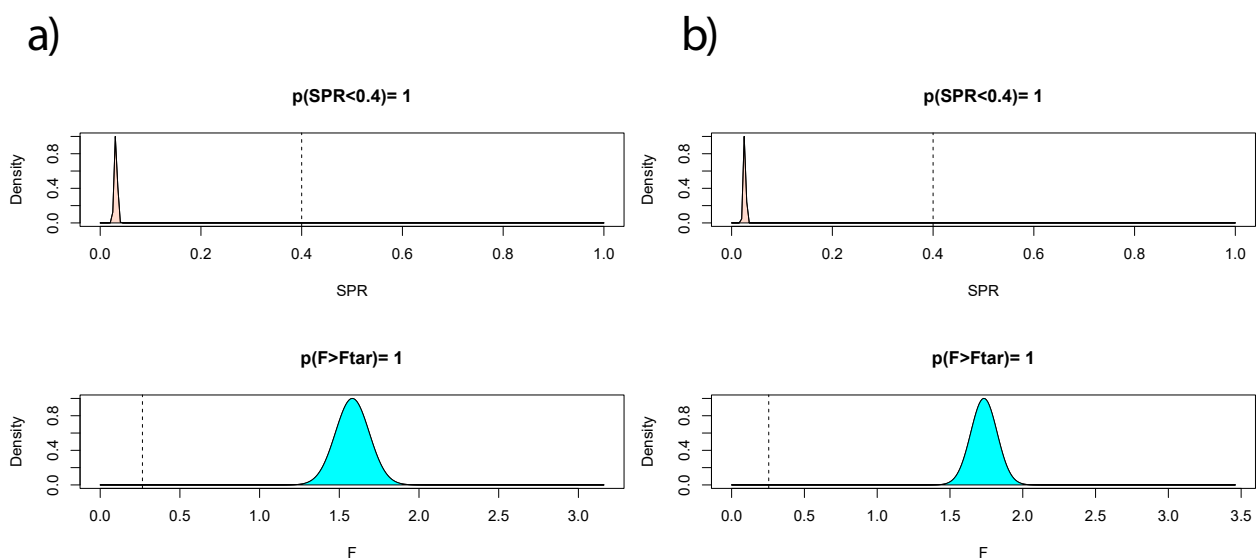 a)
p(SPR<0.4)= 1
Density
0.0 0.4 0.8
0.0 0.2 0.4 0.6 0.8 1.0
SPR
p(F>Ftar)= 1
Density
0.0 0.4 0.8
0.0 0.5 1.0 1.5 2.0 2.5 3.0
F
b)
p(SPR<0.4)= 1
Density
0.0 0.4 0.8
0.0 0.2 0.4 0.6 0.8 1.0
SPR
p(F>Ftar)= 1
Density
0.0 0.4 0.8
0.0 0.5 1.0 1.5 2.0 2.5 3.0 3.5
F